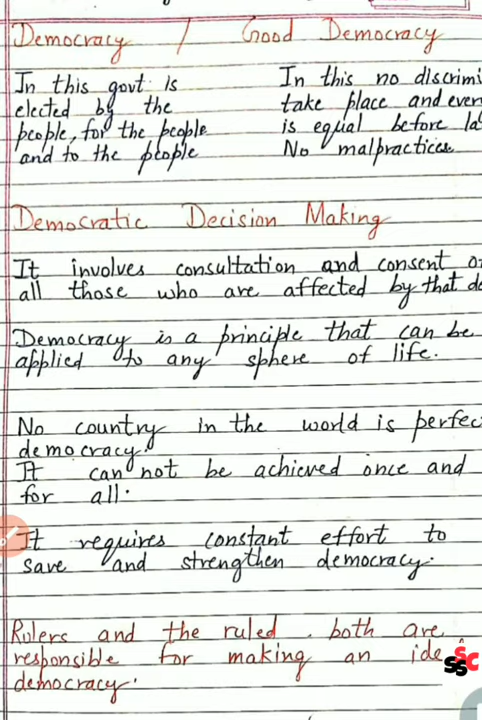 Democracy / Good Democracy
In this govt is
elected by the
people, for the people
and to the people
In this no discrimi
take place and ever
is equal before la
No malpractices
Democratic Decision Making
It involves consultation and consent of
all those who are affected by that de
Democracy is a principle that can be
applied to any sphere of life.
No country in the world is perfec
democracy.
It can not be achieved once and
for all.
It requires constant effort to
save and strengthen democracy.
Rulers and the ruled . both are
responsible for making an ide
democracy.
SSSC